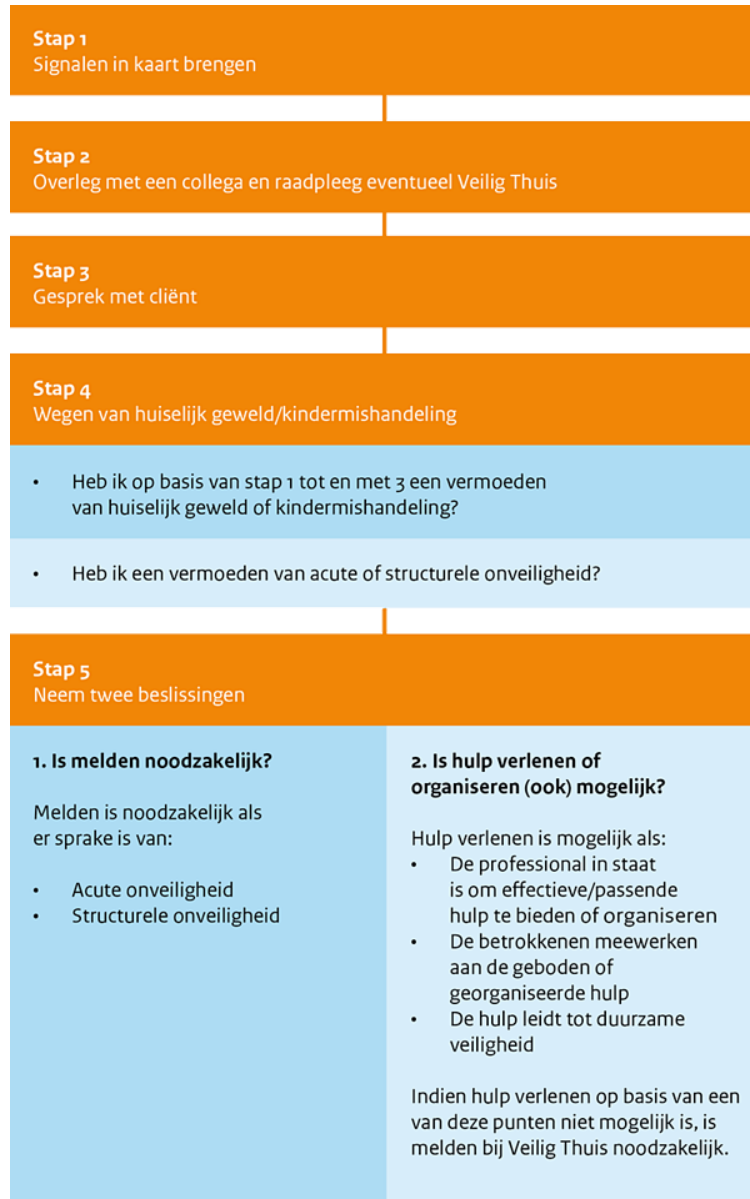 Stap 1
Signalen in kaart brengen
Stap 2
Overleg met een collega en raadpleeg eventueel Veilig Thuis
Stap 3
Gesprek met cliënt
Stap 4
Wegen van huiselijk geweld/kindermishandeling
• Heb ik op basis van stap 1 tot en met 3 een vermoeden
van huiselijk geweld of kindermishandeling?
• Heb ik een vermoeden van acute of structurele onveiligheid?
Stap 5
Neem twee beslissingen
1. Is melden noodzakelijk?
Melden is noodzakelijk als
er sprake is van:
• Acute onveiligheid
• Structurele onveiligheid
2. Is hulp verlenen of
organiseren (ook) mogelijk?
Hulp verlenen is mogelijk als:
• De professional in staat
is om effectieve/passende
hulp te bieden of organiseren
• De betrokkenen meewerken
aan de geboden of
georganiseerde hulp
• De hulp leidt tot duurzame
veiligheid
Indien hulp verlenen op basis van een
van deze punten niet mogelijk is, is
melden bij Veilig Thuis noodzakelijk.